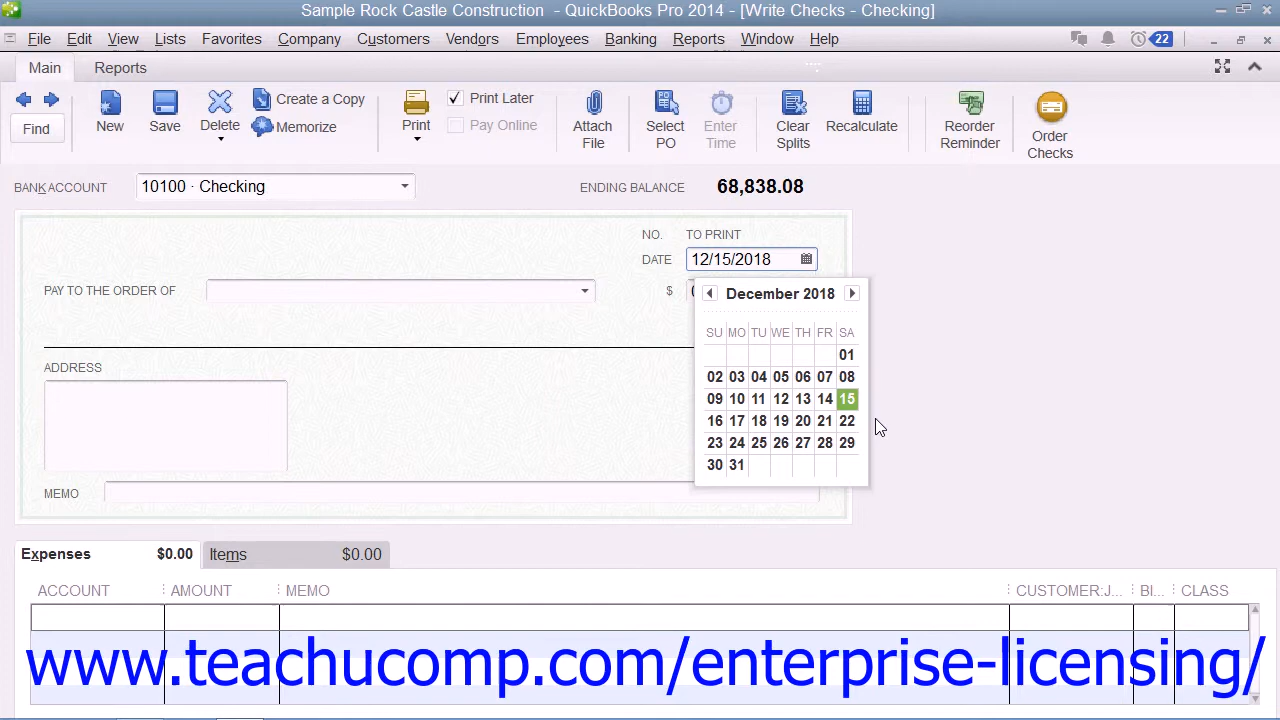 Sample Rock Castle Construction - QuickBooks Pro 2014 - [Write Checks - Checking]
File Edit View Lists Favorites Company Customers Vendors Employees Banking Reports Window Help 22
Main Reports
Find
New
Save
Delete
Create a Copy
Memorize
Print
Print Later
Pay Online
Attach
File
Select
PO
Enter
Time
Clear
Splits
Recalculate
Reorder
Reminder
Order
Checks
BANK ACCOUNT 10100 · Checking ENDING BALANCE 68,838.08
NO. TO PRINT
DATE 12/15/2018
PAY TO THE ORDER OF $
December 2018
SU MO TU WE TH FR SA
01
02 03 04 05 06 07 08
09 10 11 12 13 14 15
16 17 18 19 20 21 22
23 24 25 26 27 28 29
30 31
ADDRESS
MEMO
Expenses $0.00 Items $0.00
ACCOUNT AMOUNT MEMO CUSTOMER:J... BI... CLASS
www.teachucomp.com/enterprise-licensing/